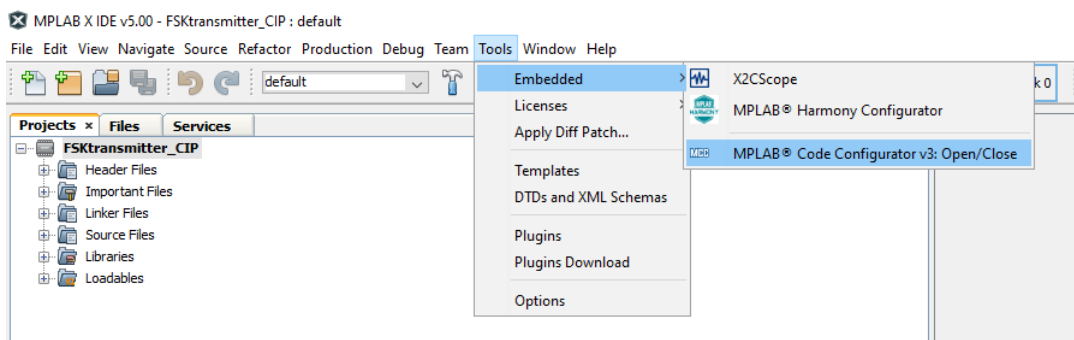 MPLAB X IDE v5.00 - FSKtransmitter_CIP : default
File Edit View Navigate Source Refactor Production Debug Team Tools Window Help
default
k 0
Embedded
Licenses
Apply Diff Patch...
Templates
DTDs and XML Schemas
Plugins
Plugins Download
Options
X2CScope
MPLAB® Harmony Configurator
MPLAB® Code Configurator v3: Open/Close
Projects × Files Services
FSKtransmitter_CIP
Header Files
Important Files
Linker Files
Source Files
Libraries
Loadables